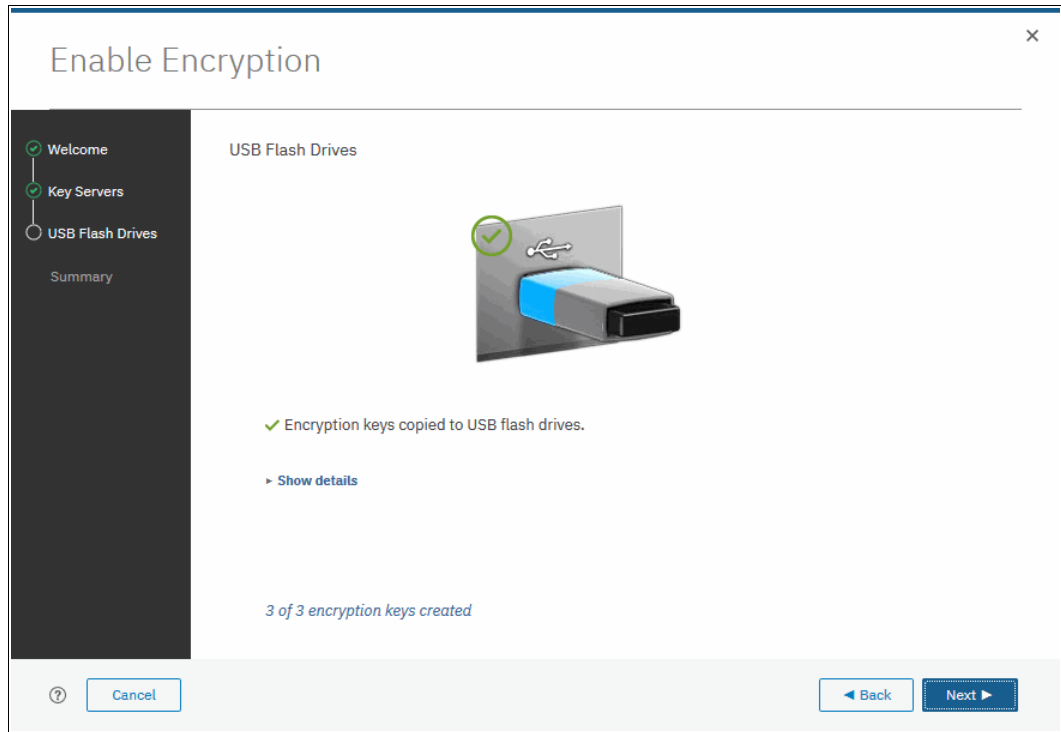 Enable Encryption
Welcome
Key Servers
USB Flash Drives
Summary
USB Flash Drives
Encryption keys copied to USB flash drives.
Show details
3 of 3 encryption keys created
? Cancel
Back Next